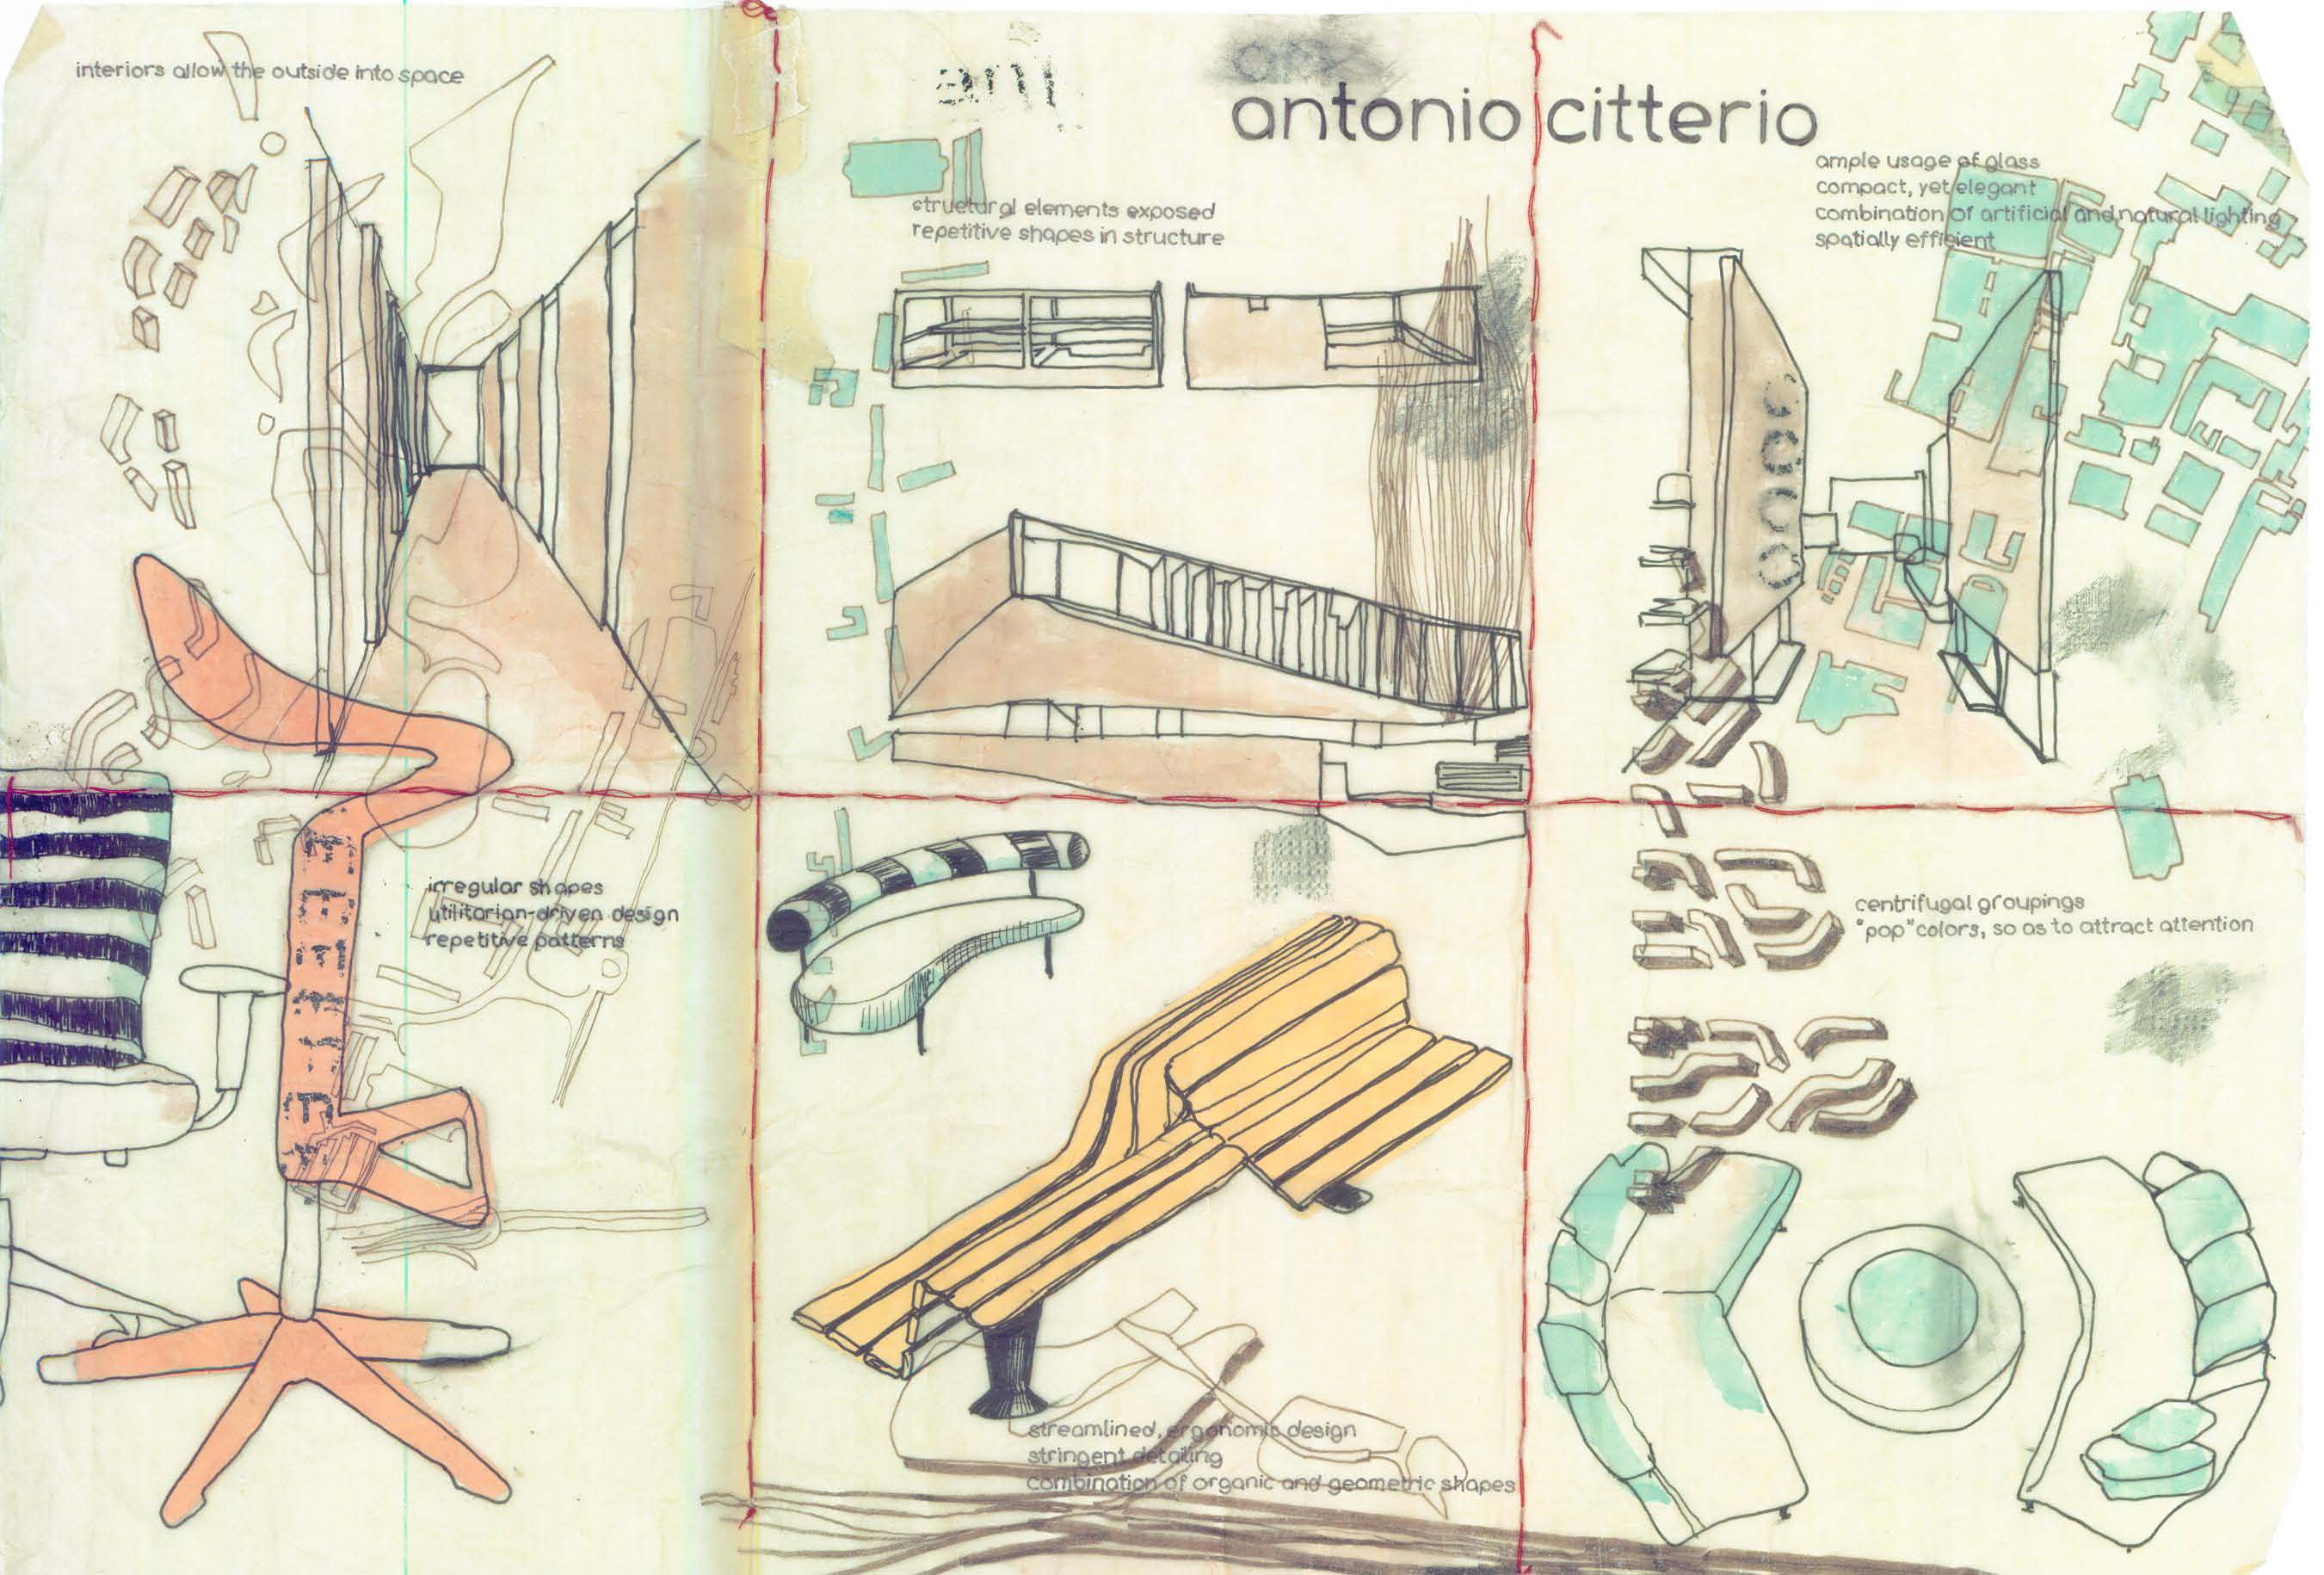 interiors allow the outside into space
antonio citterio
structural elements exposed
repetitive shapes in structure
ample usage of glass
compact, yet elegant
combination of artificial and natural lighting
spatially efficient
irregular shapes
utilitarian-driven design
repetitive patterns
streamlined, ergonomic design
stringent detailing
combination of organic and geometric shapes
centrifugal groupings
"pop" colors, so as to attract attention